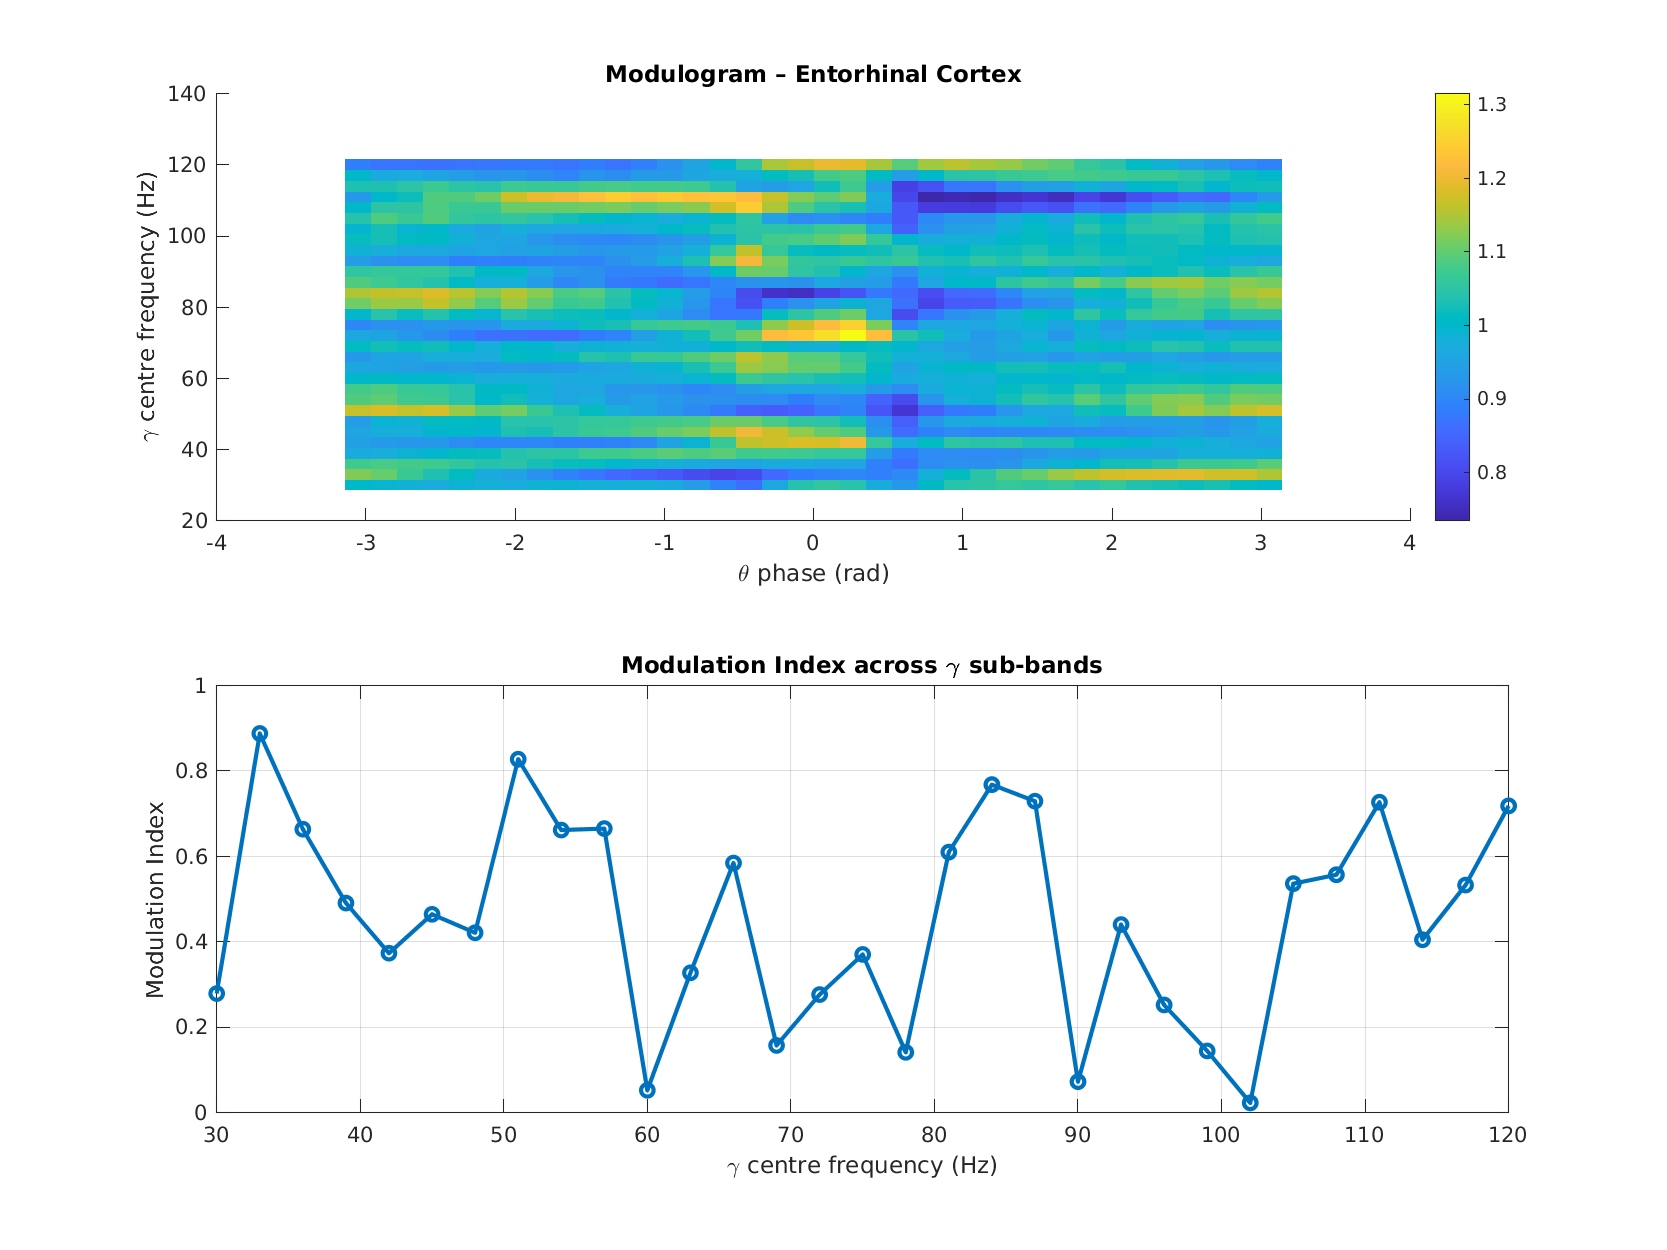 Modulogram – Entorhinal Cortex
γ centre frequency (Hz)
140
120
100
80
60
40
20
-4 -3 -2 -1 0 1 2 3 4
θ phase (rad)
1.3
1.2
1.1
1
0.9
0.8
Modulation Index across γ sub-bands
Modulation Index
1
0.8
0.6
0.4
0.2
0
30 40 50 60 70 80 90 100 110 120
γ centre frequency (Hz)